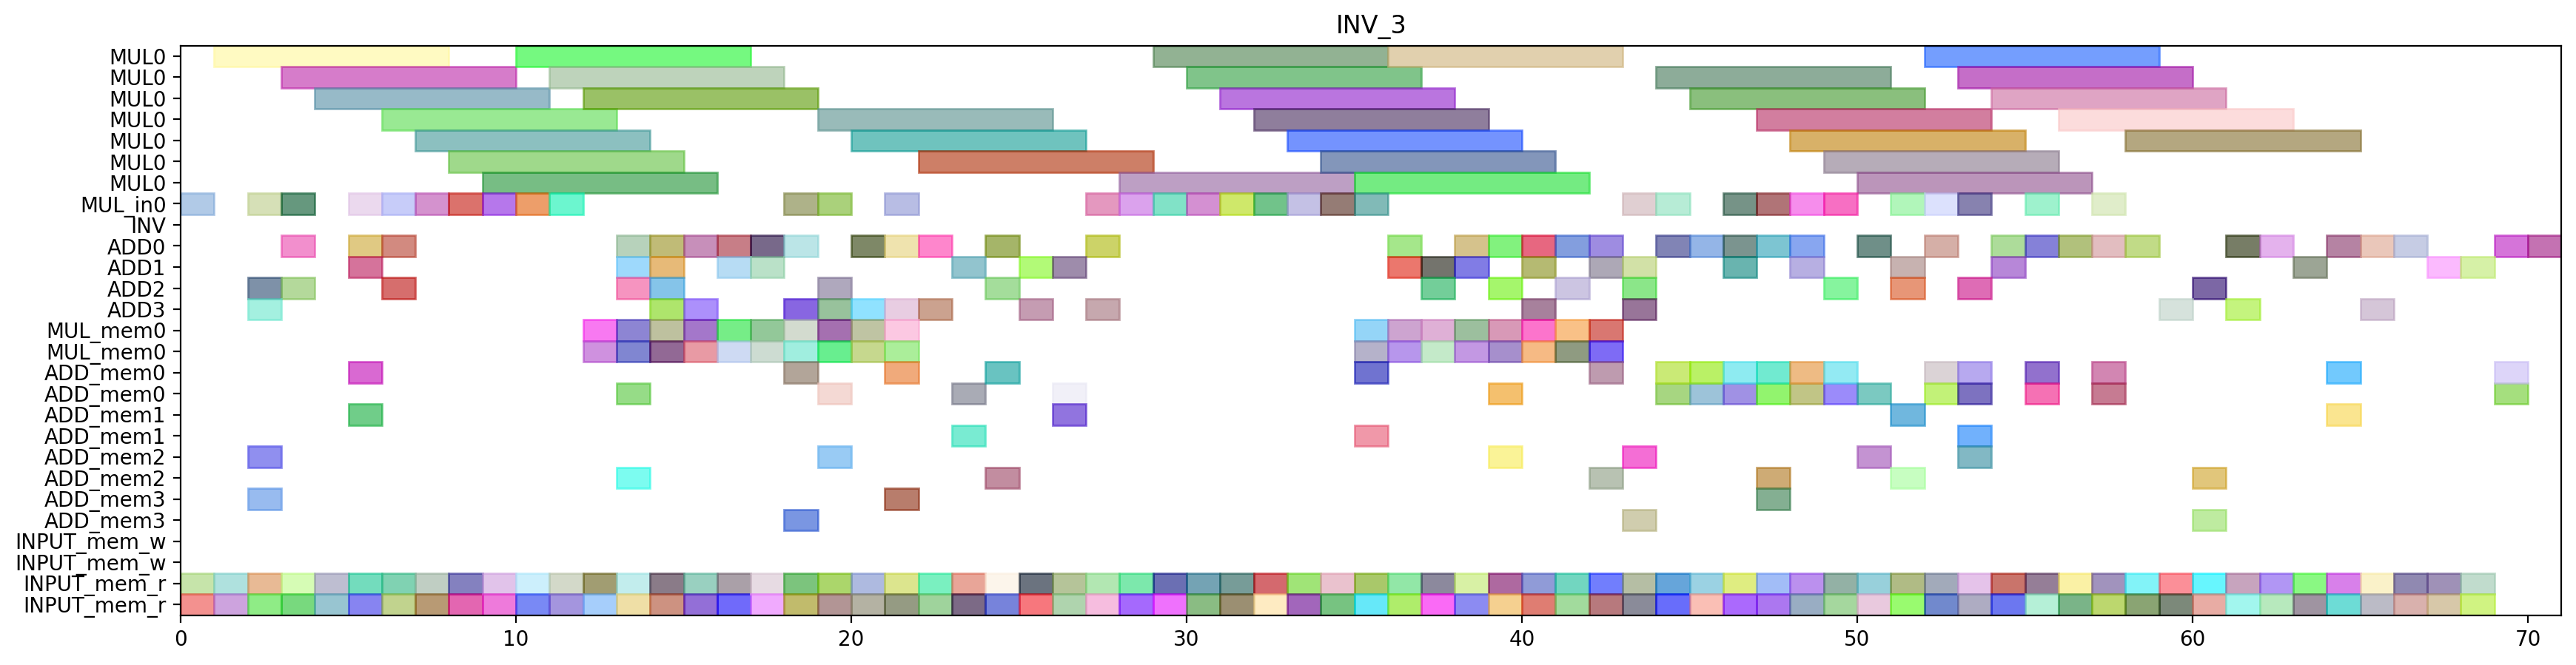 INV_3
MUL0
MUL0
MUL0
MUL0
MUL0
MUL0
MUL0
MUL_in0
INV
ADD0
ADD1
ADD2
ADD3
MUL_mem0
MUL_mem0
ADD_mem0
ADD_mem0
ADD_mem1
ADD_mem1
ADD_mem2
ADD_mem2
ADD_mem3
ADD_mem3
INPUT_mem_w
INPUT_mem_w
INPUT_mem_r
INPUT_mem_r
0 10 20 30 40 50 60 70